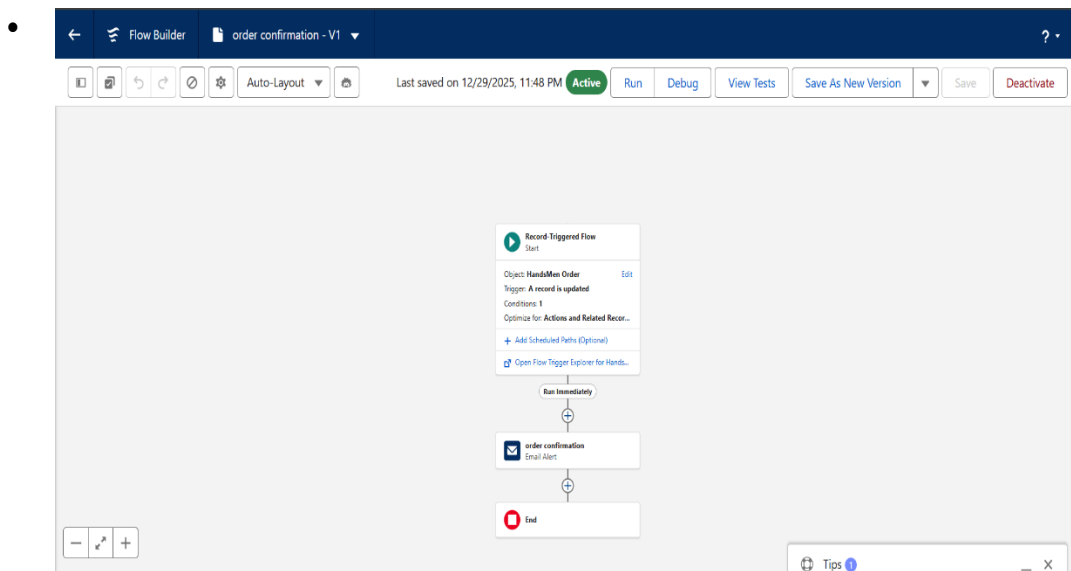 Flow Builder
order confirmation - V1
?
Auto-Layout
Last saved on 12/29/2025, 11:48 PM
Active
Run
Debug
View Tests
Save As New Version
Save
Deactivate
Record-Triggered Flow
Start
Object: HandsMen Order
Edit
Trigger: A record is updated
Conditions: 1
Optimize for: Actions and Related Recor...
+ Add Scheduled Paths (Optional)
Open Flow Trigger Explorer for Hands...
Run Immediately
order confirmation
Email Alert
End
Tips 1